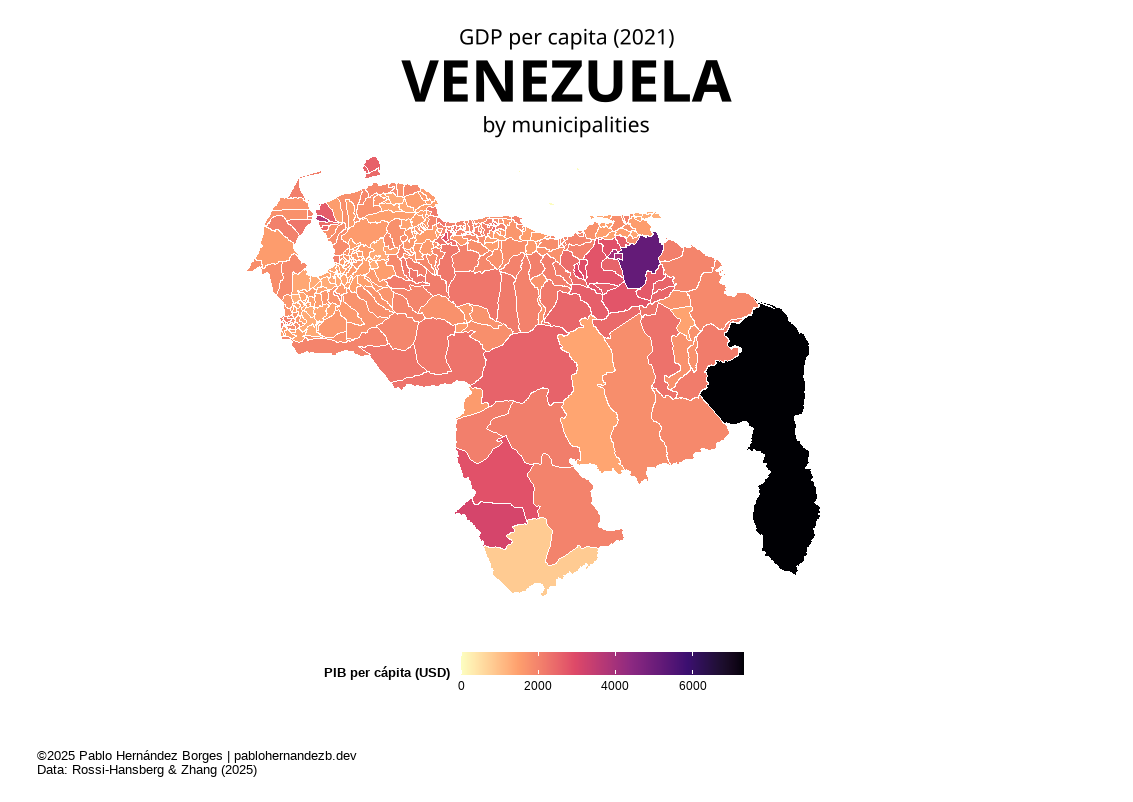 GDP per capita (2021)
VENEZUELA
by municipalities
PIB per cápita (USD)
0 2000 4000 6000
©2025 Pablo Hernández Borges | pablohernandezb.dev
Data: Rossi-Hansberg & Zhang (2025)